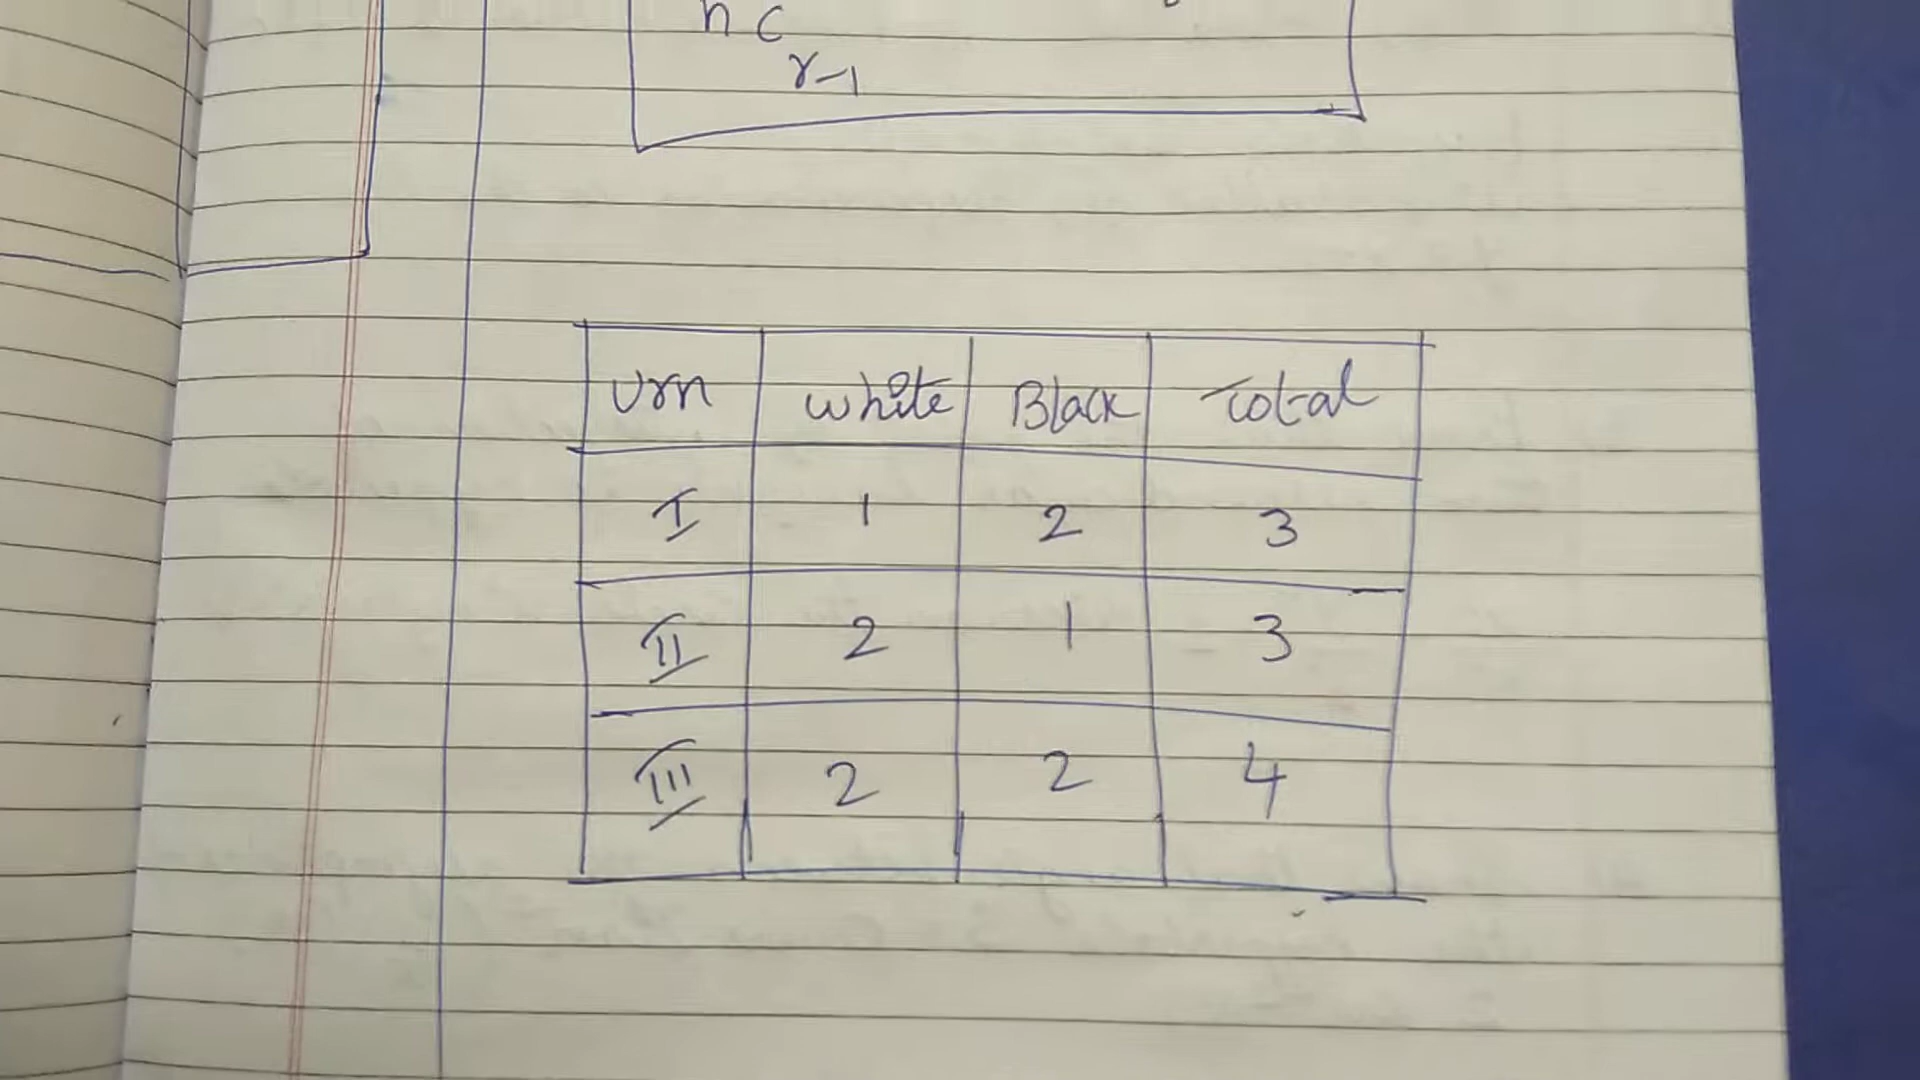 n C
r-1
Urn White Black Total
I 1 2 3
II 2 1 3
III 2 2 4